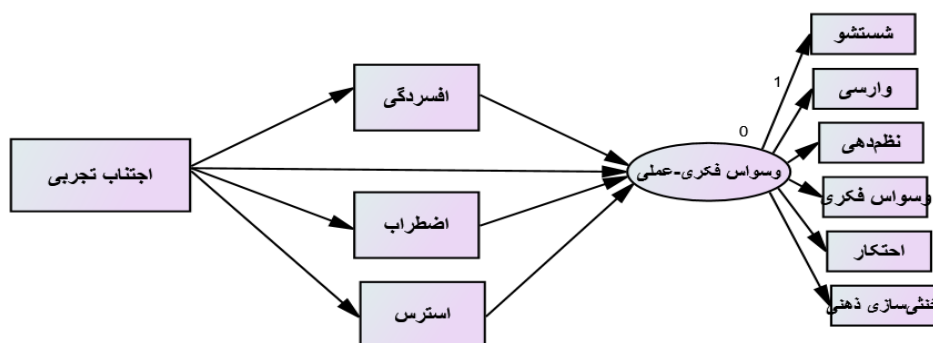 شستشو
افسردگی
1
وارسی
0
نظم‌دهی
اجتناب تجربی
وسواس فکری-عملی
وسواس فکری
اضطراب
احتکار
استرس
خنثی‌سازی ذهنی